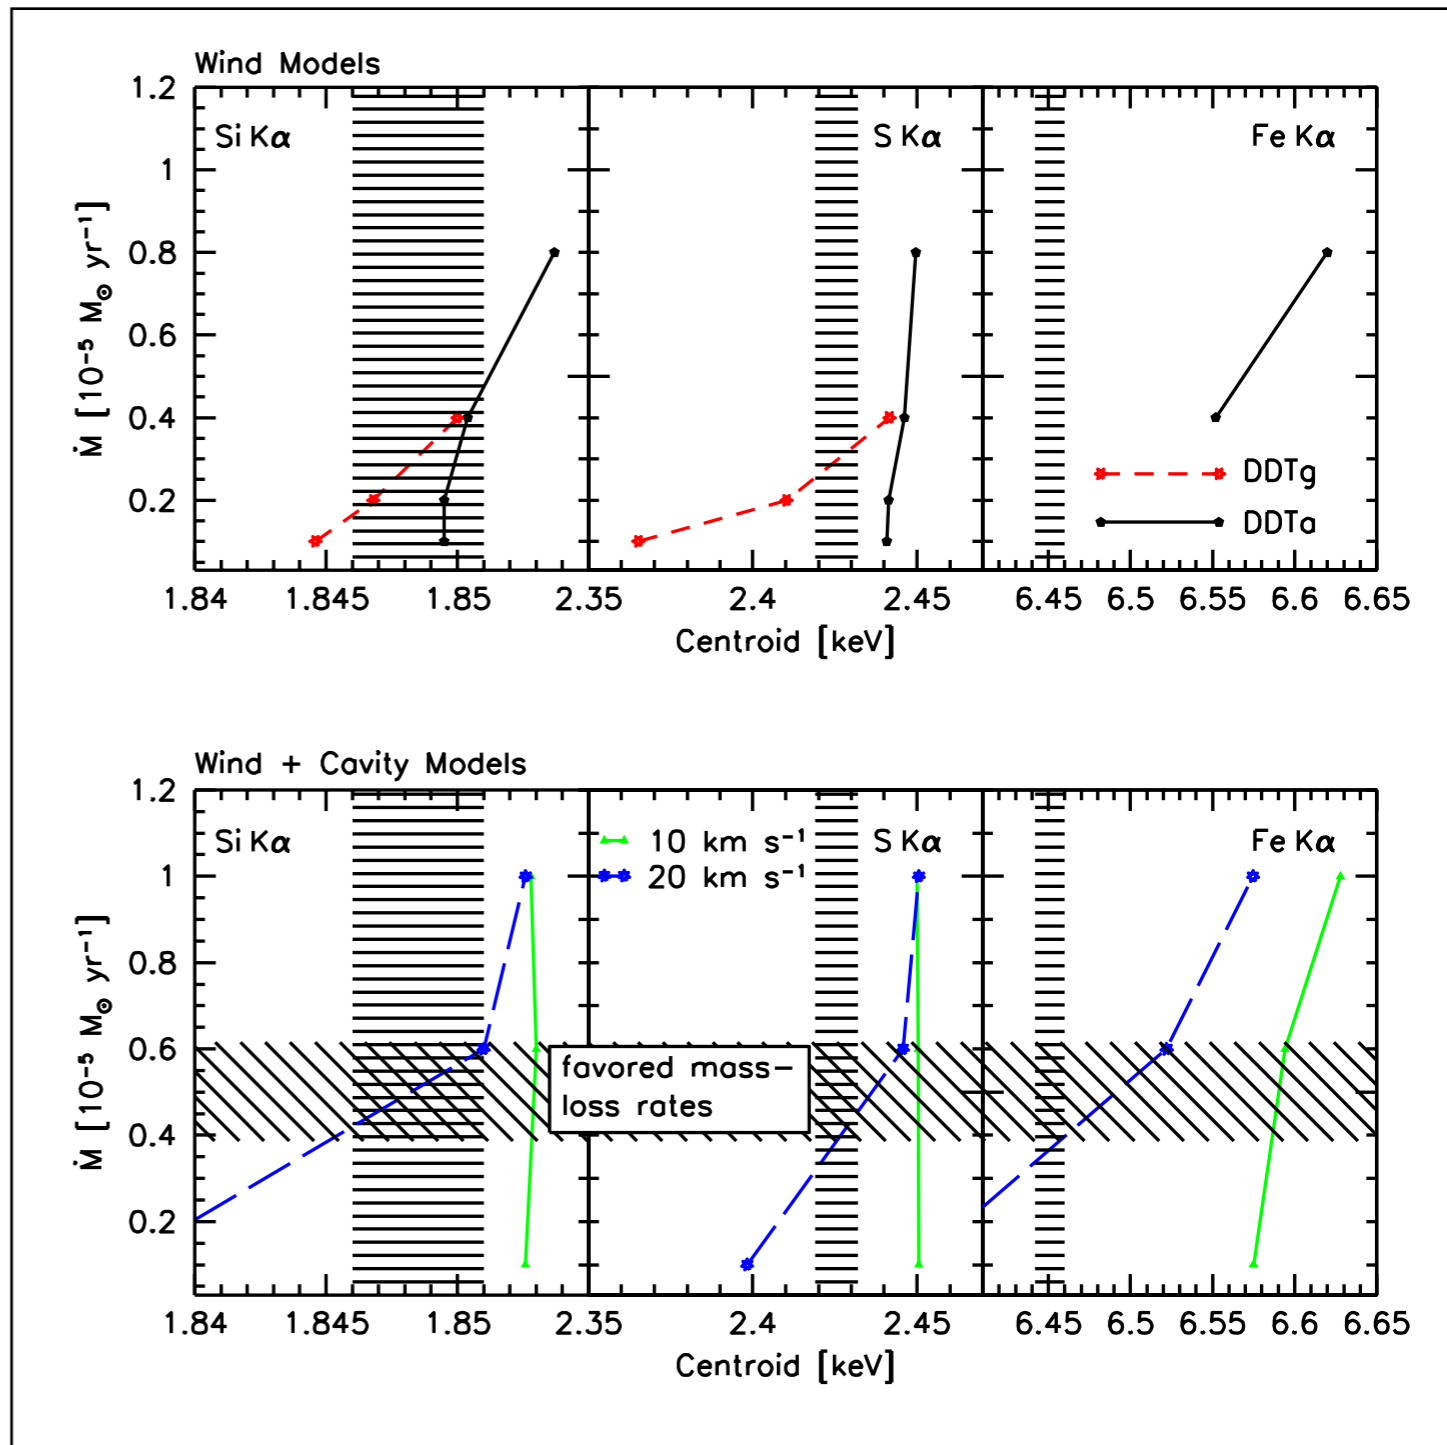 Wind Models
1.2
1
0.8
0.6
0.4
0.2
Ṁ [10⁻⁵ M⊙ yr⁻¹]
Si Kα
S Kα
Fe Kα
DDTg
DDTa
1.84 1.845 1.85 2.35 2.4 2.45 6.45 6.5 6.55 6.6 6.65
Centroid [keV]
Wind + Cavity Models
1.2
1
0.8
0.6
0.4
0.2
Ṁ [10⁻⁵ M⊙ yr⁻¹]
Si Kα
10 km s⁻¹
20 km s⁻¹
S Kα
Fe Kα
favored mass–
loss rates
1.84 1.845 1.85 2.35 2.4 2.45 6.45 6.5 6.55 6.6 6.65
Centroid [keV]